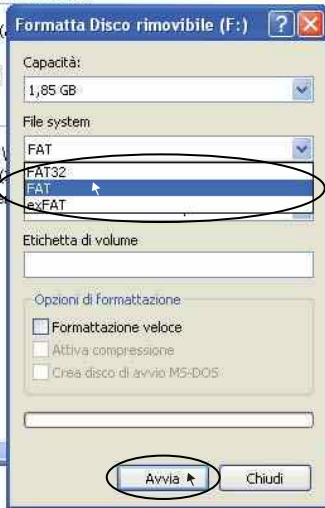 Formatta Disco rimovibile (F:)
Capacità:
1,85 GB
File system
FAT
FAT32
FAT
exFAT
Etichetta di volume
Opzioni di formattazione
Formattazione veloce
Attiva compressione
Crea disco di avvio MS-DOS
Avvia
Chiudi